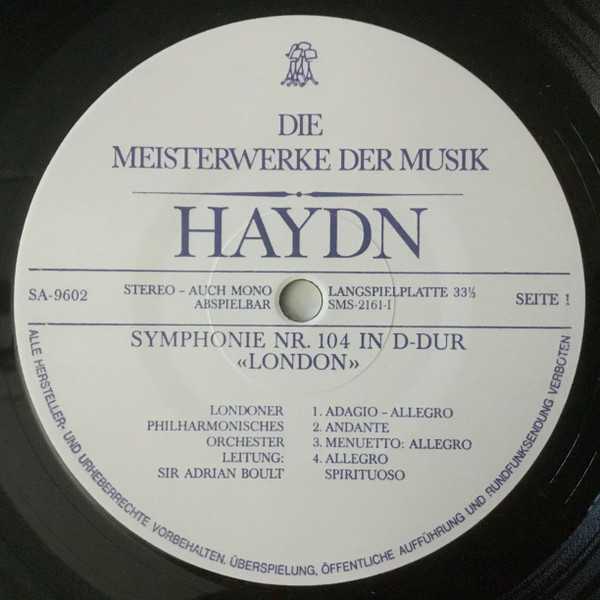 DIE
MEISTERWERKE DER MUSIK
HAYDN
SA-9602
STEREO – AUCH MONO
ABSPIELBAR
LANGSPIELPLATTE 33⅓
SMS-2161-I
SEITE 1
SYMPHONIE NR. 104 IN D-DUR
«LONDON»
LONDONER
PHILHARMONISCHES
ORCHESTER
LEITUNG:
SIR ADRIAN BOULT
1. ADAGIO – ALLEGRO
2. ANDANTE
3. MENUETTO: ALLEGRO
4. ALLEGRO
SPIRITUOSO
ALLE HERSTELLER- UND URHEBERRECHTE VORBEHALTEN, ÜBERSPIELUNG, ÖFFENTLICHE AUFFÜHRUNG UND RUNDFUNKSENDUNG VERBOTEN